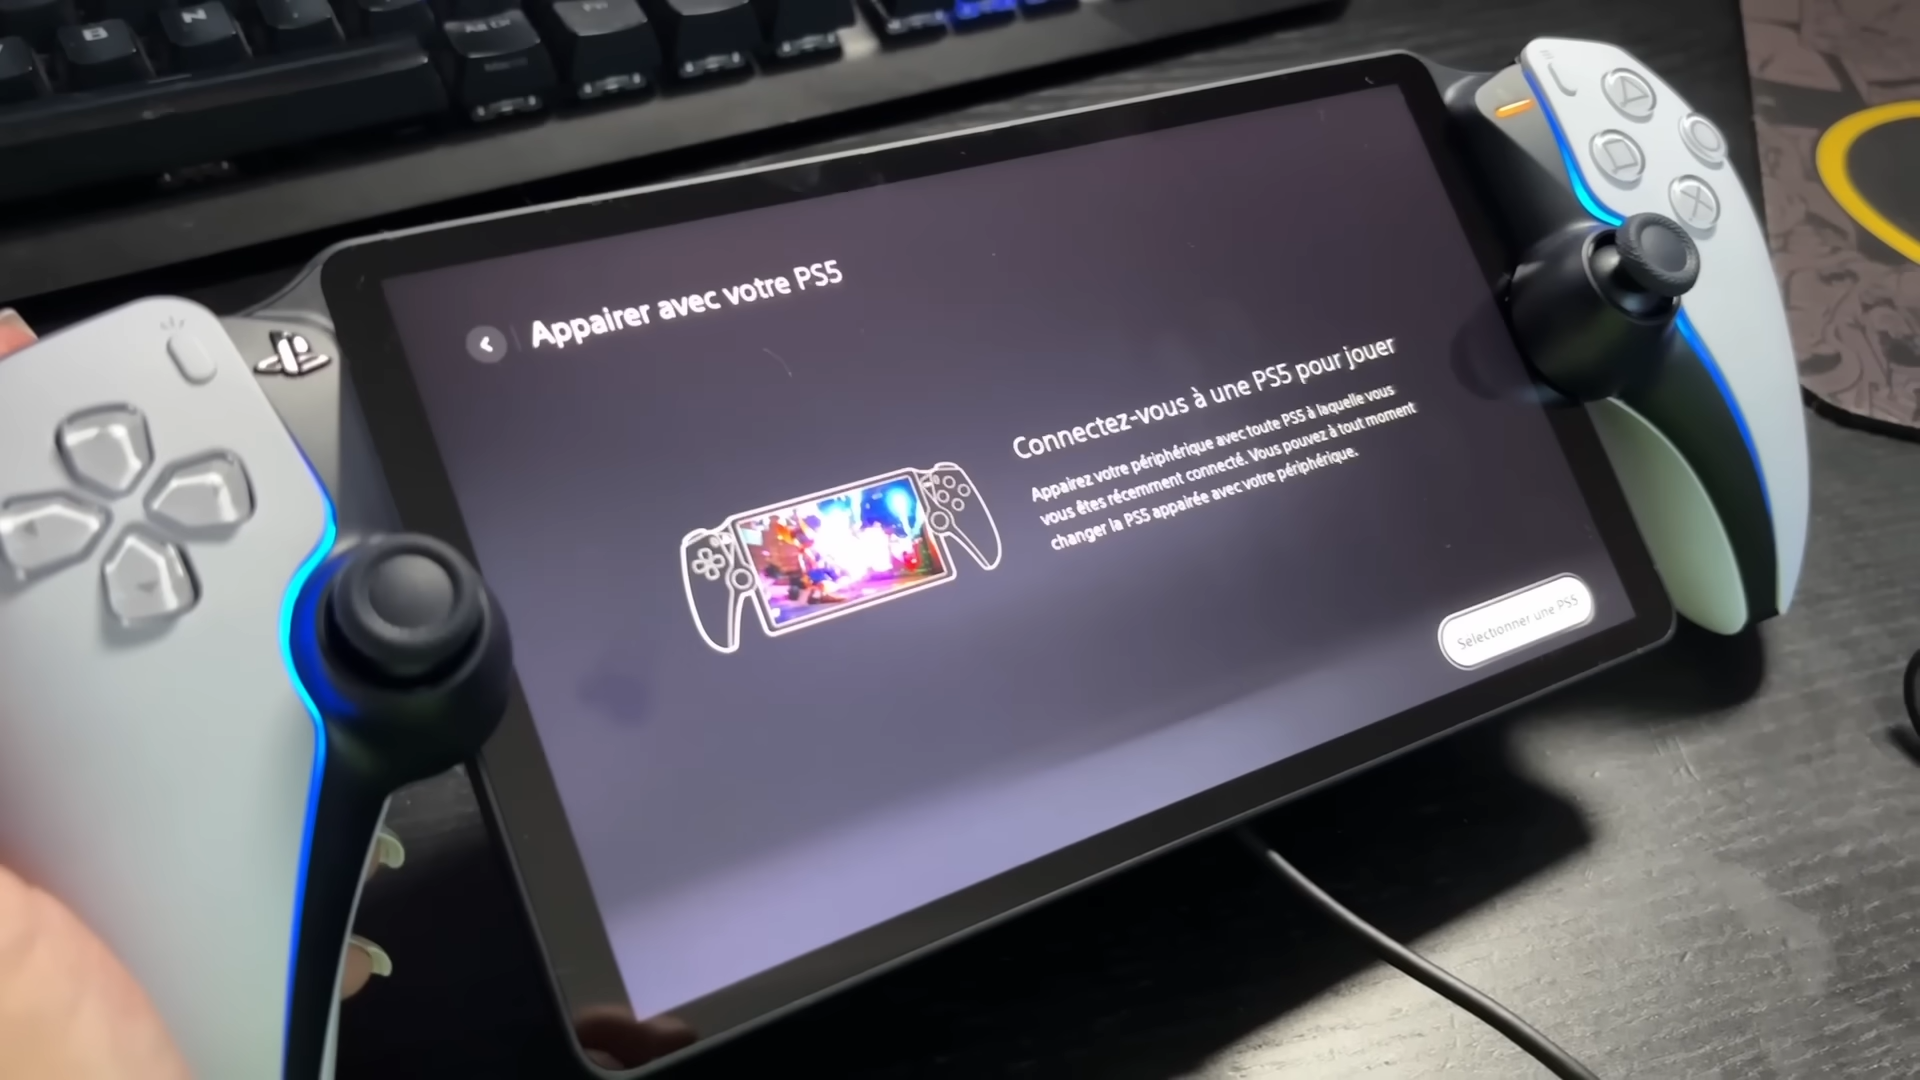 B
N
Appairer avec votre PS5
Connectez-vous à une PS5 pour jouer
Appairez votre périphérique avec toute PS5 à laquelle vous
vous êtes récemment connecté. Vous pouvez à tout moment
changer la PS5 appairée avec votre périphérique.
Sélectionner une PS5